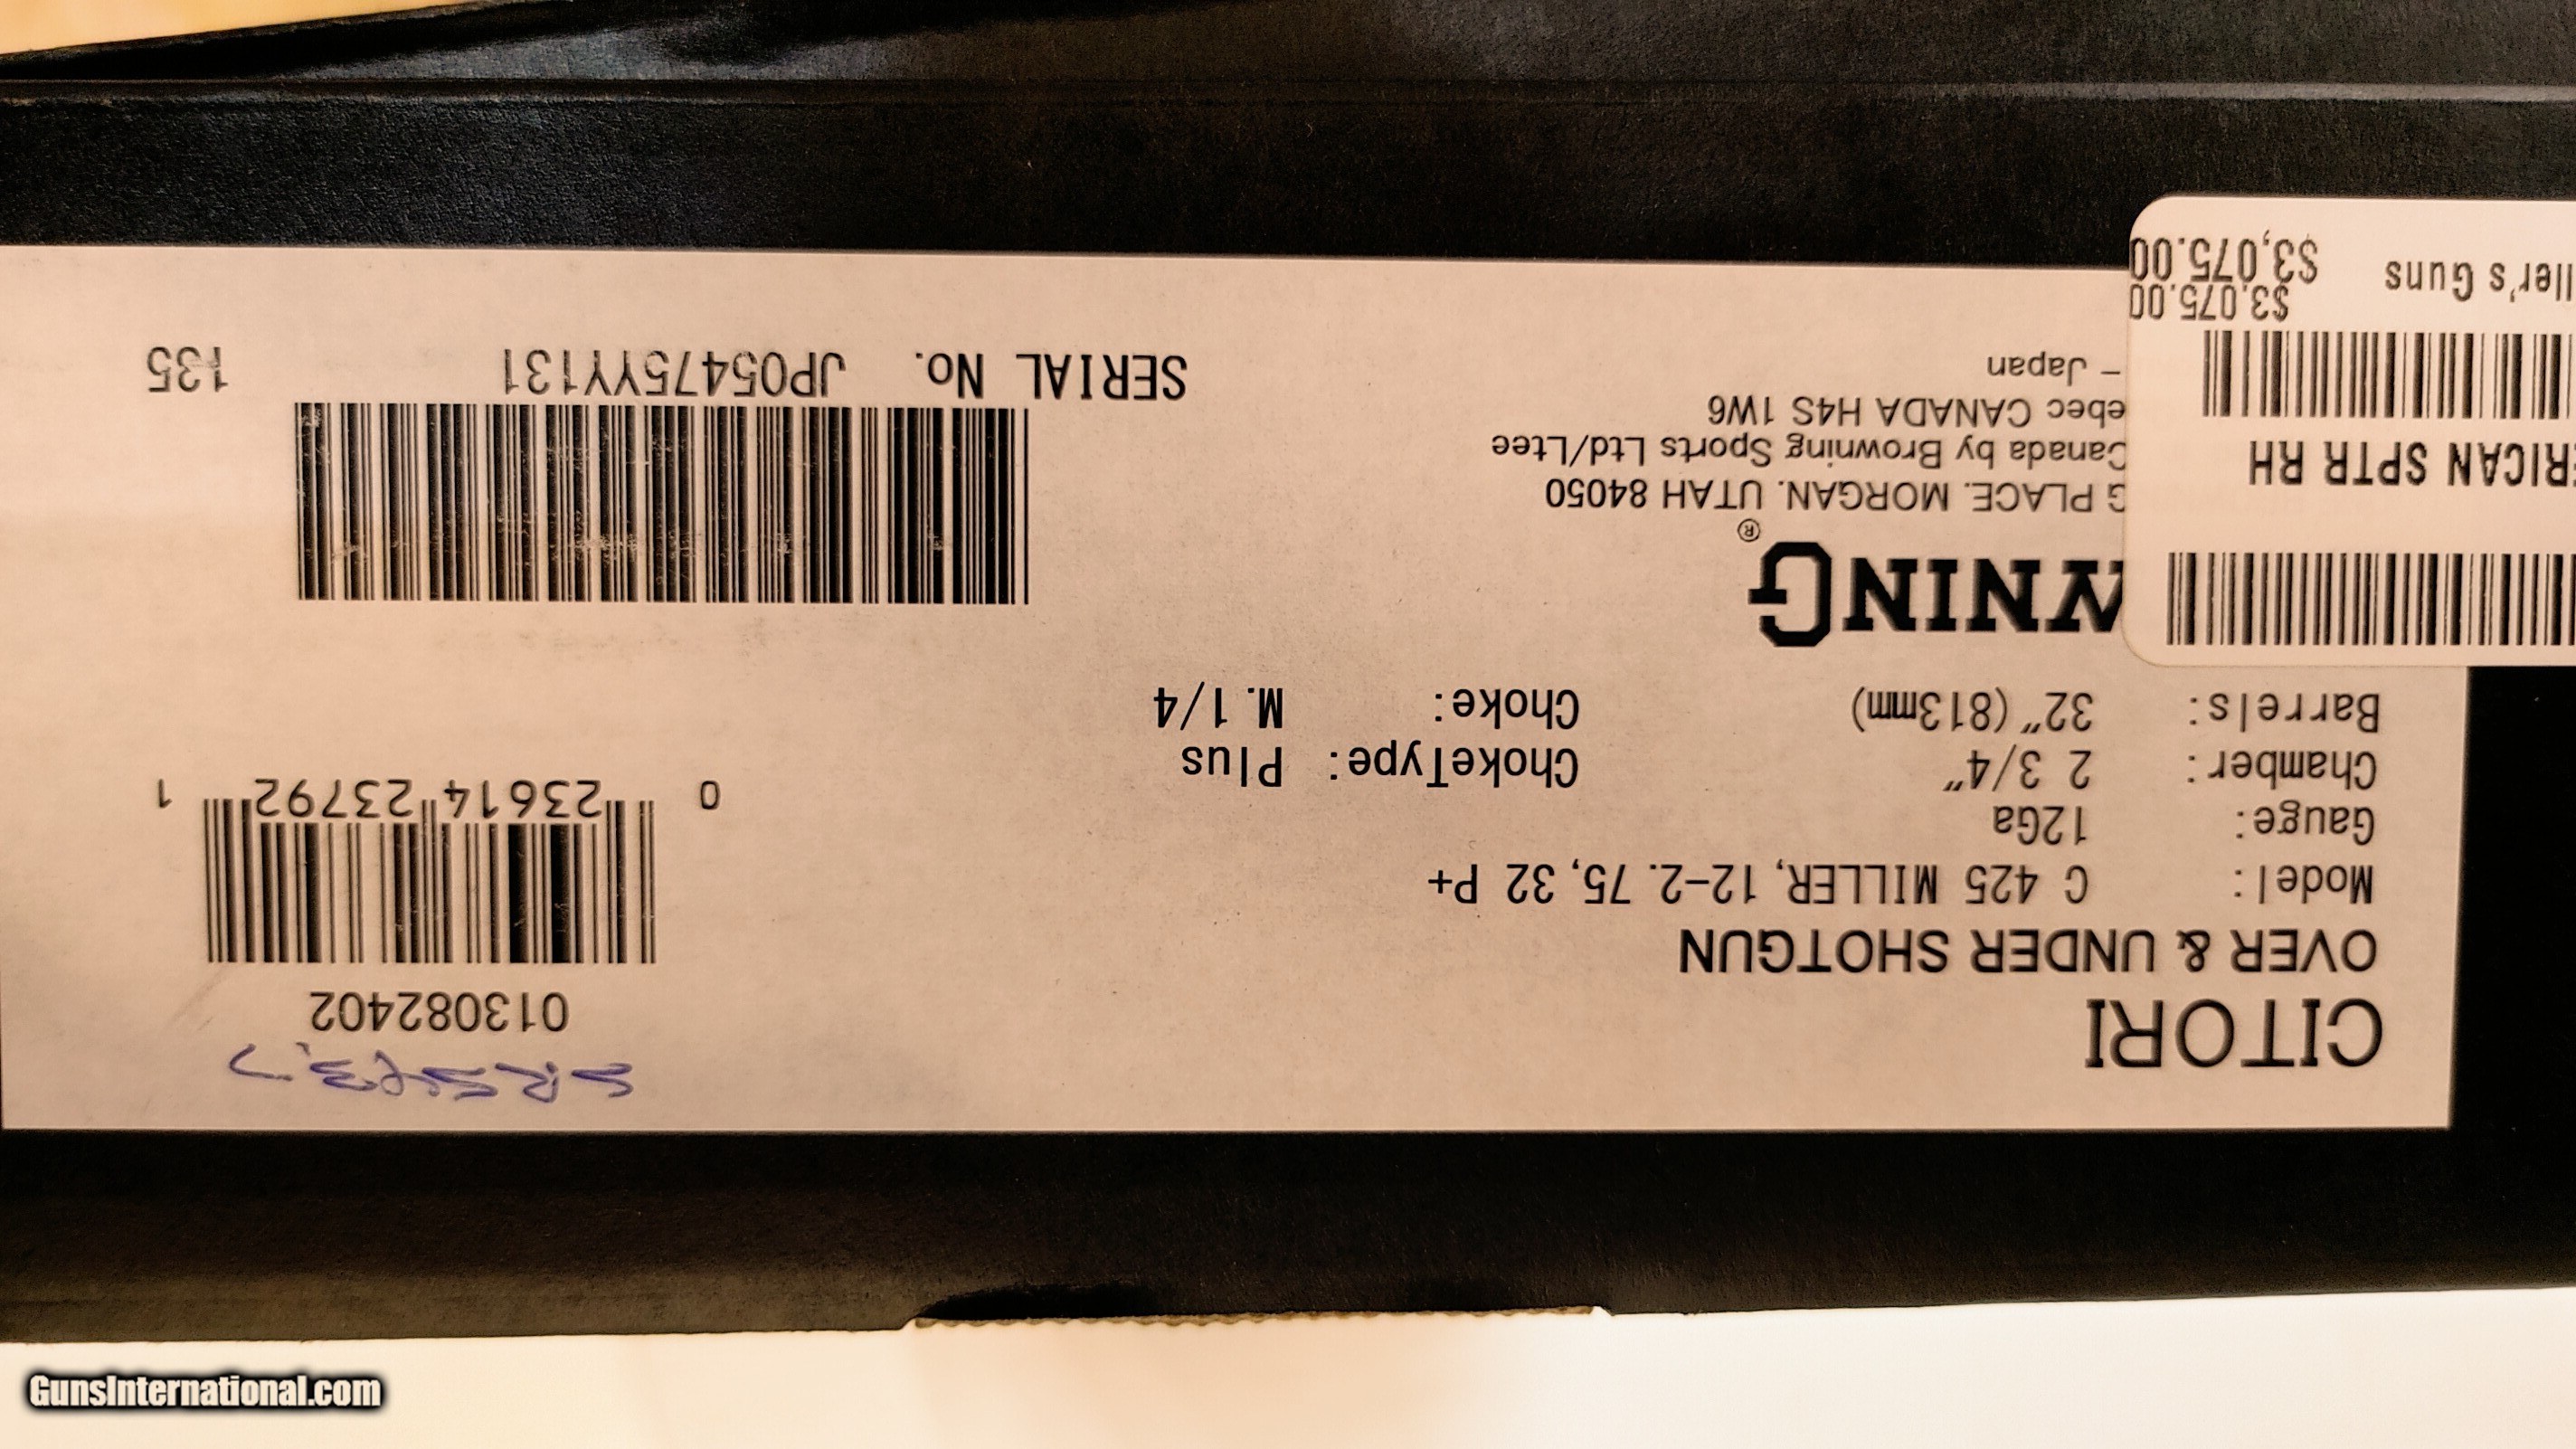 CITORI
OVER & UNDER SHOTGUN
Model: C 425 MILLER, 12-2.75, 32 P+
Gauge: 12Ga
Chamber: 2 3/4" ChokeType: Plus
Barrels: 32" (813mm) Choke: M.1/4
013082402
0 23614 23792 1
WNING®
G PLACE. MORGAN. UTAH 84050
Canada by Browning Sports Ltd/Ltee
ebec CANADA H4S 1W6
- Japan
SERIAL No. JP05475YY131 135
ERICAN SPTR RH
$3,075.00
ller's Guns $3,075.00
GunsInternational.com